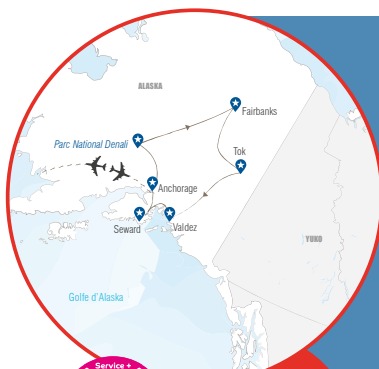 ALASKA
Fairbanks
Parc National Denali
Tok
Anchorage
Seward
Valdez
YUKO
Golfe d'Alaska
Service +